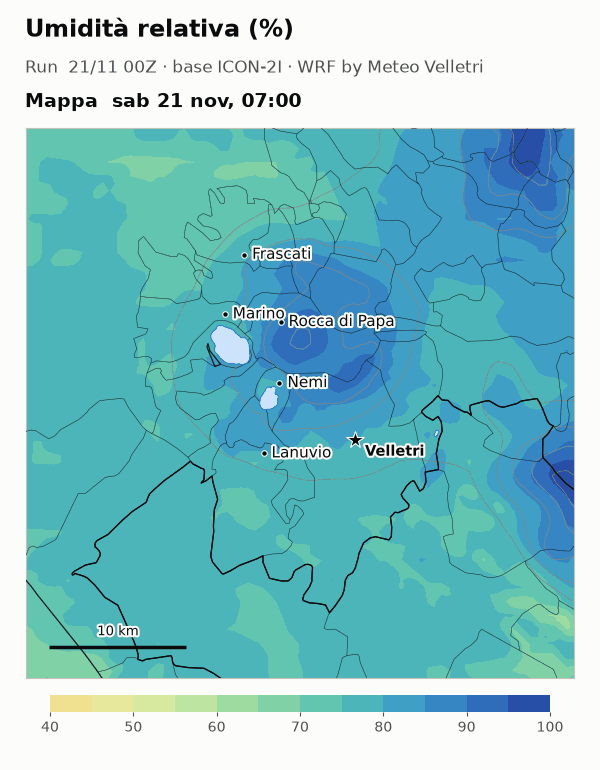 Umidità relativa (%)
Run  21/11 00Z · base ICON-2I · WRF by Meteo Velletri
Mappa  sab 21 nov, 07:00
Frascati
Marino
Rocca di Papa
Nemi
Velletri
Lanuvio
10 km
40 50 60 70 80 90 100